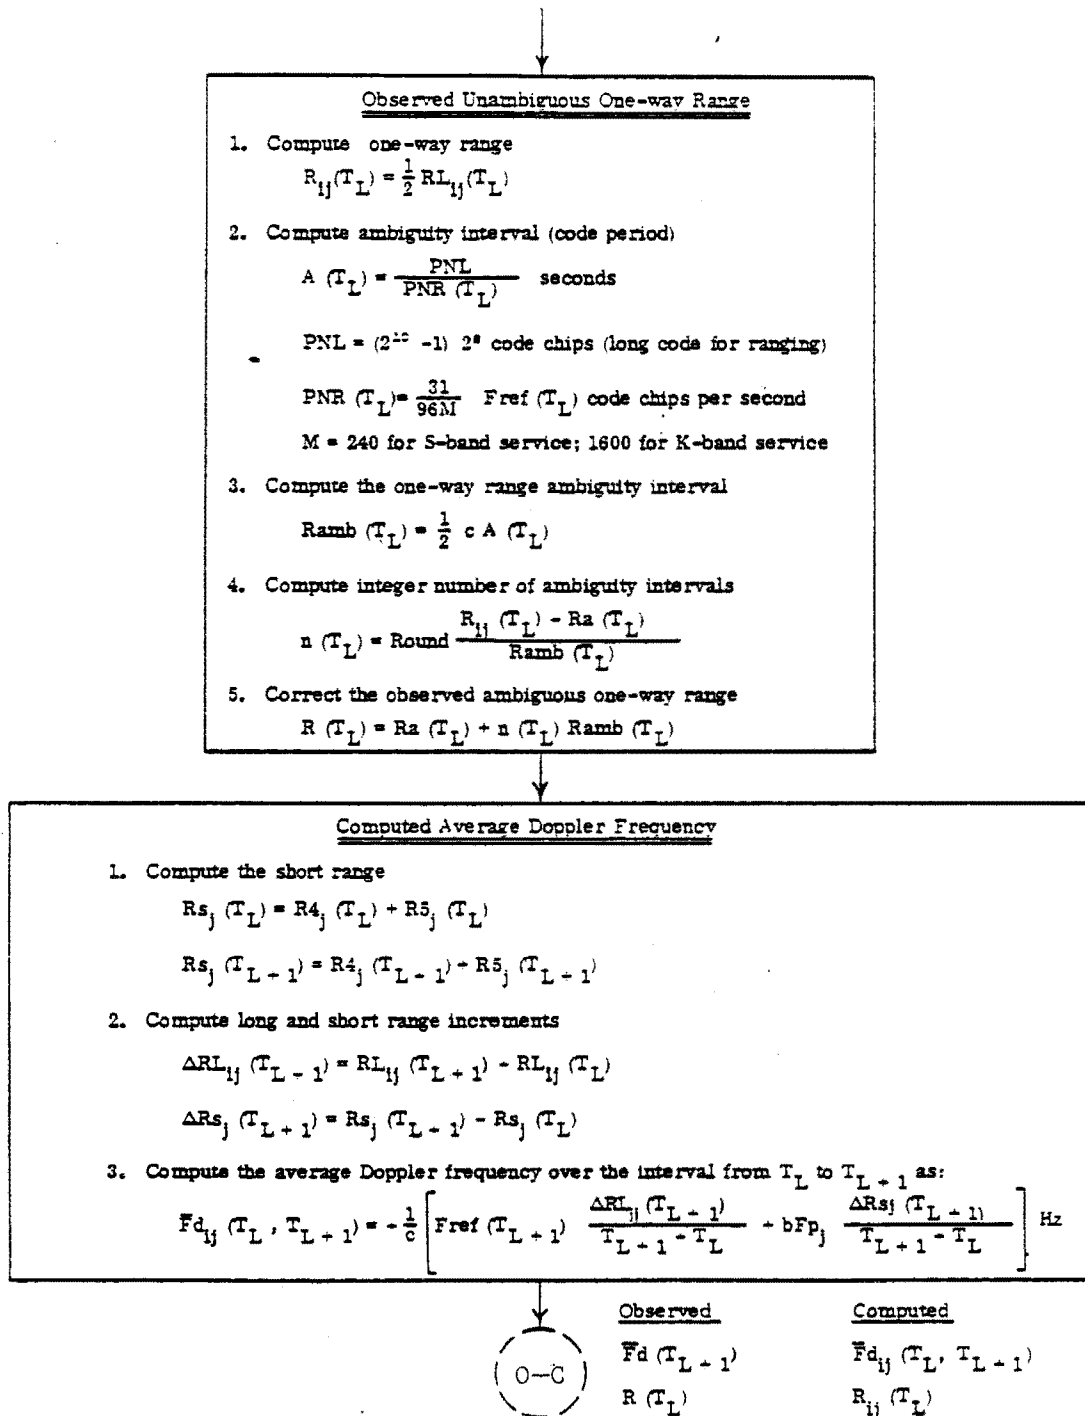 Observed Unambiguous One-way Range
1. Compute one-way range
R_ij (T_L) = 1/2 RL_ij (T_L)
2. Compute ambiguity interval (code period)
A (T_L) = PNL / PNR (T_L) seconds
PNL = (2 -1) 2 code chips (long code for ranging)
PNR (T_L) = 31/96M Fref (T_L) code chips per second
M = 240 for S-band service; 1600 for K-band service
3. Compute the one-way range ambiguity interval
Ramb (T_L) = 1/2 c A (T_L)
4. Compute integer number of ambiguity intervals
n (T_L) = Round R_ij (T_L) - Ra (T_L) / Ramb (T_L)
5. Correct the observed ambiguous one-way range
R (T_L) = Ra (T_L) + n (T_L) Ramb (T_L)
Computed Average Doppler Frequency
1. Compute the short range
Rs_j (T_L) = R4_j (T_L) + R5_j (T_L)
Rs_j (T_L + 1) = R4_j (T_L + 1) + R5_j (T_L + 1)
2. Compute long and short range increments
ΔRL_ij (T_L + 1) = RL_ij (T_L + 1) - RL_ij (T_L)
ΔRs_j (T_L + 1) = Rs_j (T_L + 1) - Rs_j (T_L)
3. Compute the average Doppler frequency over the interval from T_L to T_L + 1 as:
F̄d_ij (T_L, T_L + 1) = - 1/c [ Fref (T_L + 1) ΔRL_ij (T_L + 1) / T_L + 1 - T_L + bFp_j ΔRs_j (T_L + 1) / T_L + 1 - T_L ] Hz
Observed Computed
F̄d (T_L + 1) F̄d_ij (T_L, T_L + 1)
O-C
R (T_L) R_ij (T_L)